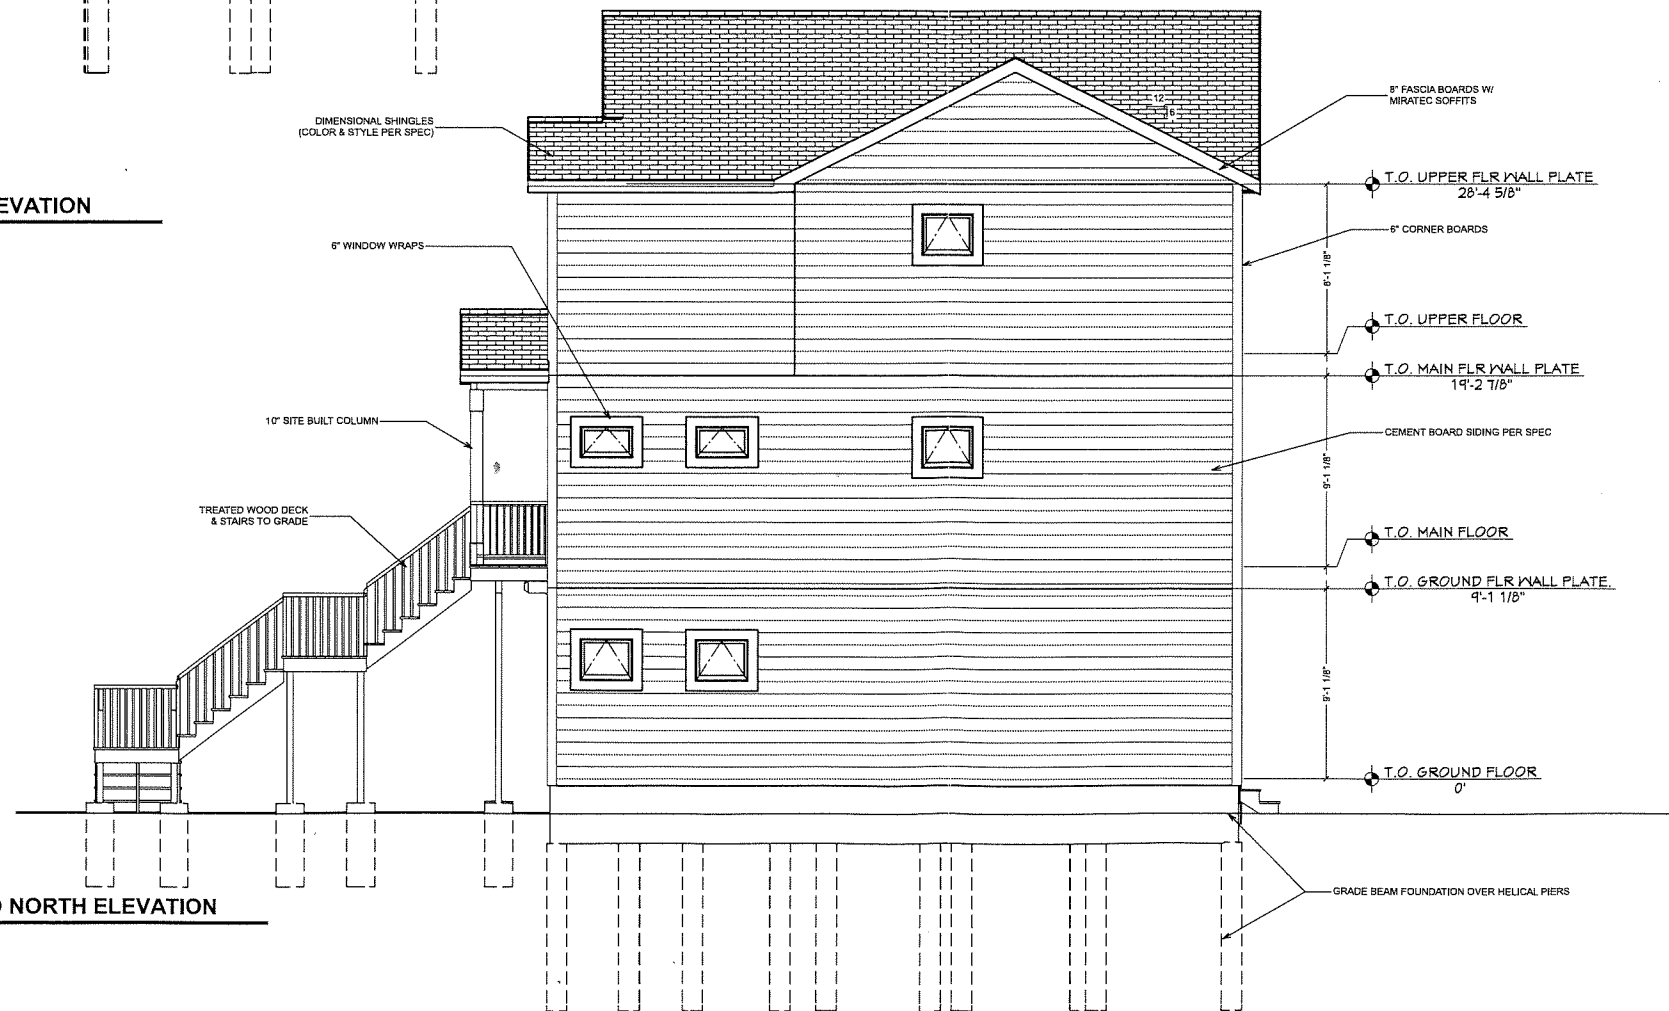 EVATION
DIMENSIONAL SHINGLES
(COLOR & STYLE PER SPEC)
12
6
8" FASCIA BOARDS W/
MIRATEC SOFFITS
T.O. UPPER FLR WALL PLATE
28'-4 5/8"
6" WINDOW WRAPS
6" CORNER BOARDS
8'-1 1/8"
T.O. UPPER FLOOR
T.O. MAIN FLR WALL PLATE
19'-2 7/8"
10" SITE BUILT COLUMN
CEMENT BOARD SIDING PER SPEC
9'-1 1/8"
TREATED WOOD DECK
& STAIRS TO GRADE
T.O. MAIN FLOOR
T.O. GROUND FLR WALL PLATE.
9'-1 1/8"
9'-1 1/8"
T.O. GROUND FLOOR
0'
GRADE BEAM FOUNDATION OVER HELICAL PIERS
NORTH ELEVATION